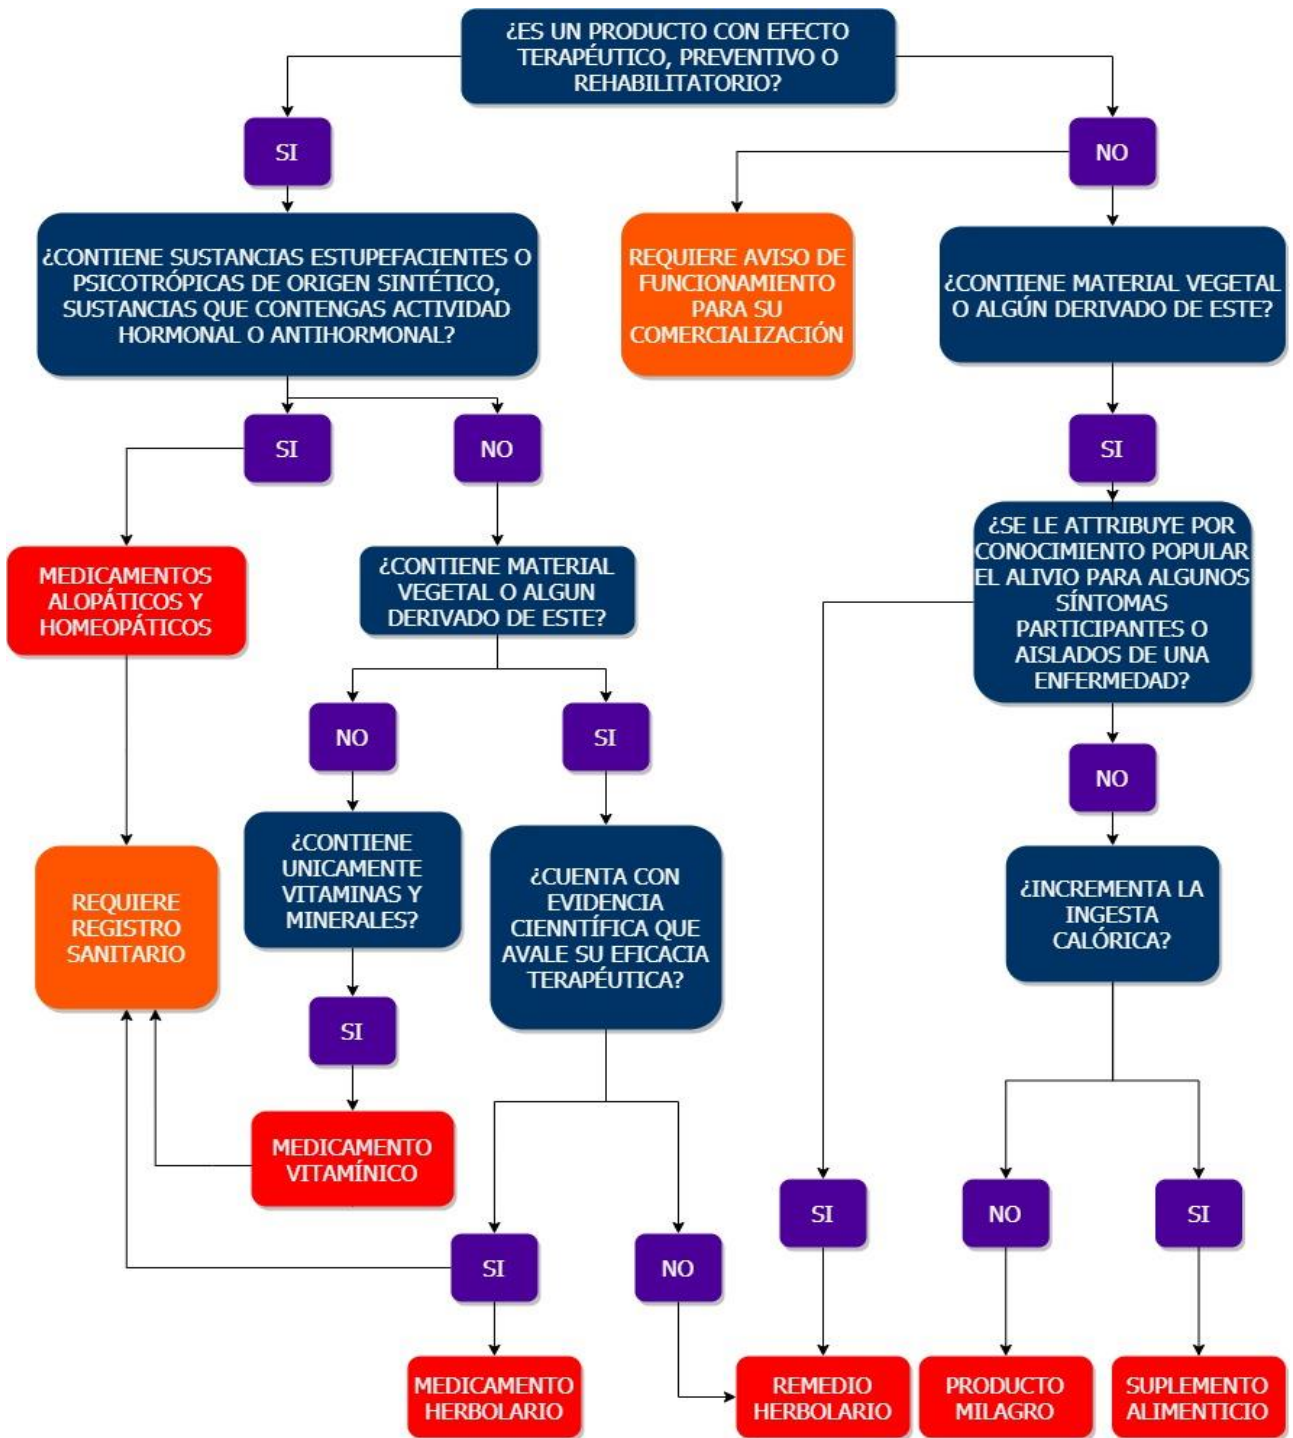 ¿ES UN PRODUCTO CON EFECTO
TERAPÉUTICO, PREVENTIVO O
REHABILITATORIO?
SI
NO
¿CONTIENE SUSTANCIAS ESTUPEFACIENTES O
PSICOTRÓPICAS DE ORIGEN SINTÉTICO,
SUSTANCIAS QUE CONTENGAS ACTIVIDAD
HORMONAL O ANTIHORMONAL?
REQUIERE AVISO DE
FUNCIONAMIENTO
PARA SU
COMERCIALIZACIÓN
¿CONTIENE MATERIAL VEGETAL
O ALGÚN DERIVADO DE ESTE?
SI
NO
SI
MEDICAMENTOS
ALOPÁTICOS Y
HOMEOPÁTICOS
¿CONTIENE MATERIAL
VEGETAL O ALGUN
DERIVADO DE ESTE?
¿SE LE ATTRIBUYE POR
CONOCIMIENTO POPULAR
EL ALIVIO PARA ALGUNOS
SÍNTOMAS
PARTICIPANTES O
AISLADOS DE UNA
ENFERMEDAD?
NO
SI
NO
REQUIERE
REGISTRO
SANITARIO
¿CONTIENE
UNICAMENTE
VITAMINAS Y
MINERALES?
¿CUENTA CON
EVIDENCIA
CIENNTÍFICA QUE
AVALE SU EFICACIA
TERAPÉUTICA?
¿INCREMENTA LA
INGESTA
CALÓRICA?
SI
MEDICAMENTO
VITAMÍNICO
SI
NO
SI
NO
SI
MEDICAMENTO
HERBOLARIO
REMEDIO
HERBOLARIO
PRODUCTO
MILAGRO
SUPLEMENTO
ALIMENTICIO